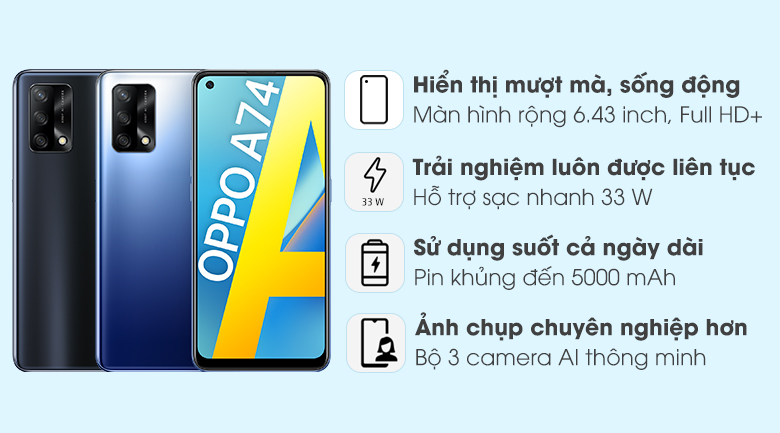 OPPO A74
Hiển thị mượt mà, sống động
Màn hình rộng 6.43 inch, Full HD+
Trải nghiệm luôn được liên tục
Hỗ trợ sạc nhanh 33 W
33 W
Sử dụng suốt cả ngày dài
Pin khủng đến 5000 mAh
Ảnh chụp chuyên nghiệp hơn
Bộ 3 camera AI thông minh